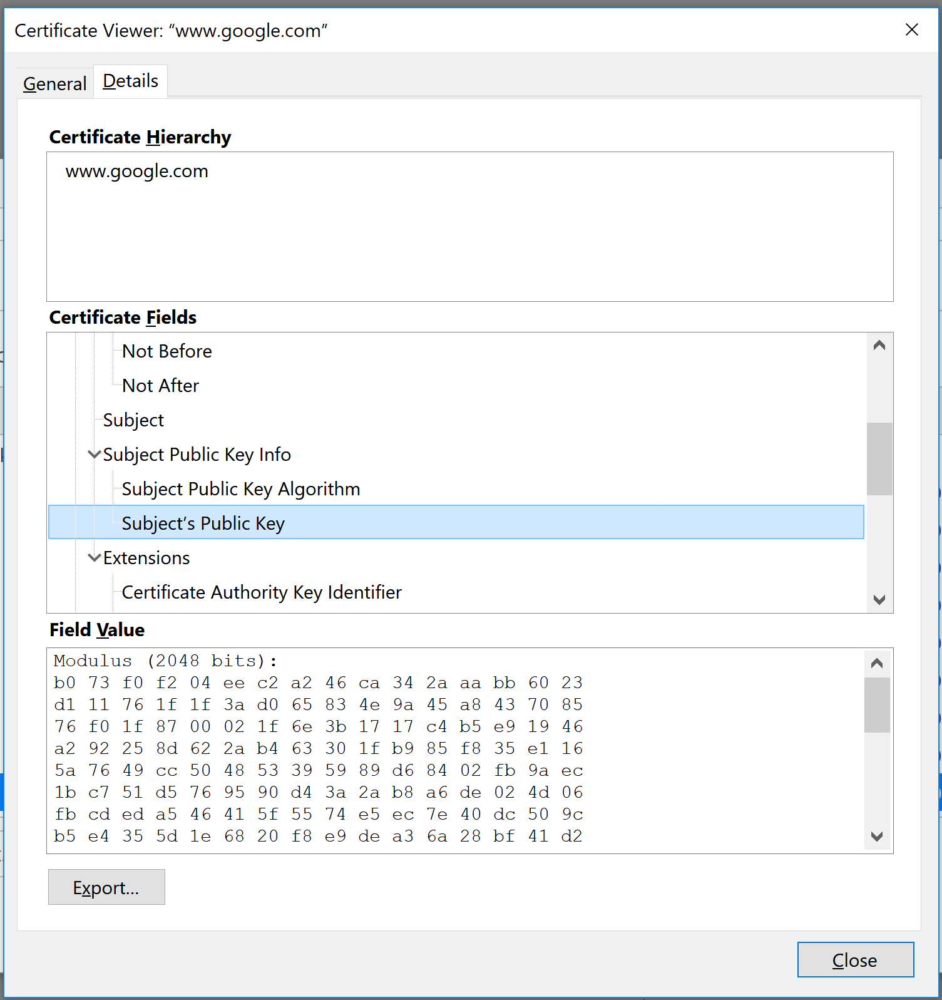 Certificate Viewer: “www.google.com”
General
Details
Certificate Hierarchy
www.google.com
Certificate Fields
Not Before
Not After
Subject
Subject Public Key Info
Subject Public Key Algorithm
Subject’s Public Key
Extensions
Certificate Authority Key Identifier
Field Value
Modulus (2048 bits):
b0 73 f0 f2 04 ee c2 a2 46 ca 34 2a aa bb 60 23
d1 11 76 1f 1f 3a d0 65 83 4e 9a 45 a8 43 70 85
76 f0 1f 87 00 02 1f 6e 3b 17 17 c4 b5 e9 19 46
a2 92 25 8d 62 2a b4 63 30 1f b9 85 f8 35 e1 16
5a 76 49 cc 50 48 53 39 59 89 d6 84 02 fb 9a ec
1b c7 51 d5 76 95 90 d4 3a 2a b8 a6 de 02 4d 06
fb cd ed a5 46 41 5f 55 74 e5 ec 7e 40 dc 50 9c
b5 e4 35 5d 1e 68 20 f8 e9 de a3 6a 28 bf 41 d2
Export...
Close